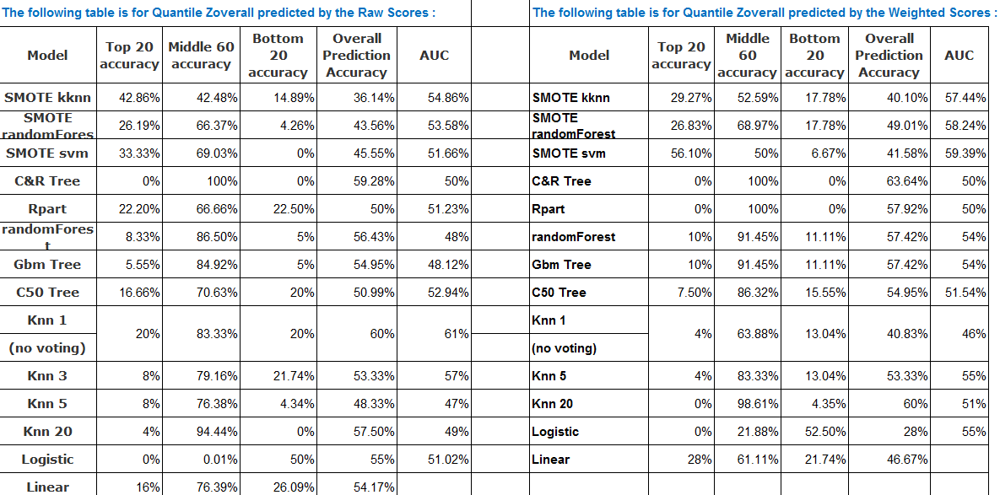 The following table is for Quantile Zoverall predicted by the Raw Scores :
Model Top 20 accuracy Middle 60 accuracy Bottom 20 accuracy Overall Prediction Accuracy AUC
SMOTE kknn 42.86% 42.48% 14.89% 36.14% 54.86%
SMOTE randomFores 26.19% 66.37% 4.26% 43.56% 53.58%
SMOTE svm 33.33% 69.03% 0% 45.55% 51.66%
C&R Tree 0% 100% 0% 59.28% 50%
Rpart 22.20% 66.66% 22.50% 50% 51.23%
randomForest 8.33% 86.50% 5% 56.43% 48%
Gbm Tree 5.55% 84.92% 5% 54.95% 48.12%
C50 Tree 16.66% 70.63% 20% 50.99% 52.94%
Knn 1
(no voting) 20% 83.33% 20% 60% 61%
Knn 3 8% 79.16% 21.74% 53.33% 57%
Knn 5 8% 76.38% 4.34% 48.33% 47%
Knn 20 4% 94.44% 0% 57.50% 49%
Logistic 0% 0.01% 50% 55% 51.02%
Linear 16% 76.39% 26.09% 54.17%
The following table is for Quantile Zoverall predicted by the Weighted Scores :
Model Top 20 accuracy Middle 60 accuracy Bottom 20 accuracy Overall Prediction Accuracy AUC
SMOTE kknn 29.27% 52.59% 17.78% 40.10% 57.44%
SMOTE randomForest 26.83% 68.97% 17.78% 49.01% 58.24%
SMOTE svm 56.10% 50% 6.67% 41.58% 59.39%
C&R Tree 0% 100% 0% 63.64% 50%
Rpart 0% 100% 0% 57.92% 50%
randomForest 10% 91.45% 11.11% 57.42% 54%
Gbm Tree 10% 91.45% 11.11% 57.42% 54%
C50 Tree 7.50% 86.32% 15.55% 54.95% 51.54%
Knn 1
(no voting) 4% 63.88% 13.04% 40.83% 46%
Knn 5 4% 83.33% 13.04% 53.33% 55%
Knn 20 0% 98.61% 4.35% 60% 51%
Logistic 0% 21.88% 52.50% 28% 55%
Linear 28% 61.11% 21.74% 46.67%